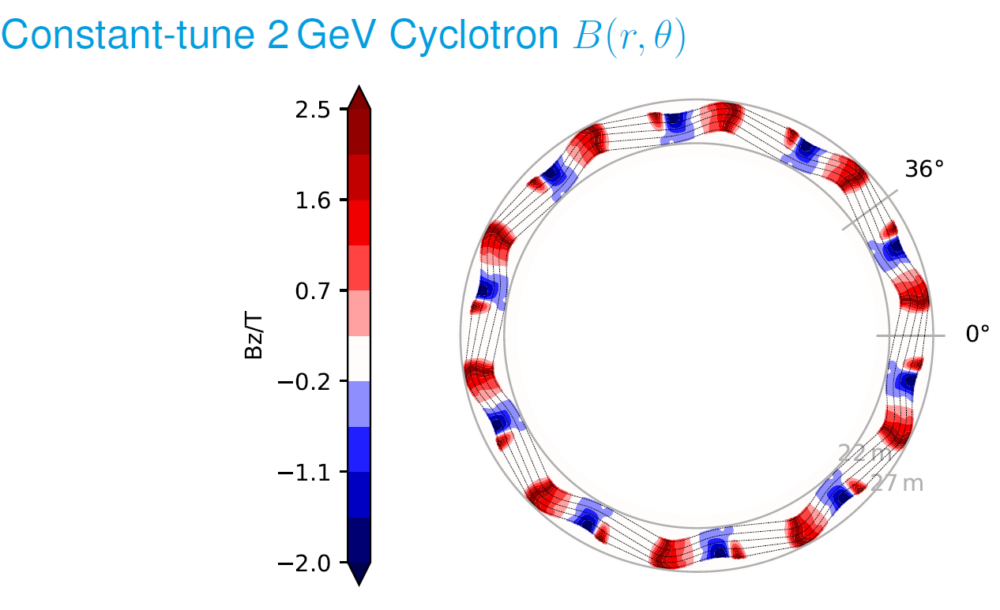 Constant-tune 2 GeV Cyclotron B(r, θ)
2.5
1.6
0.7
−0.2
−1.1
−2.0
Bz/T
36°
0°
22 m
27 m